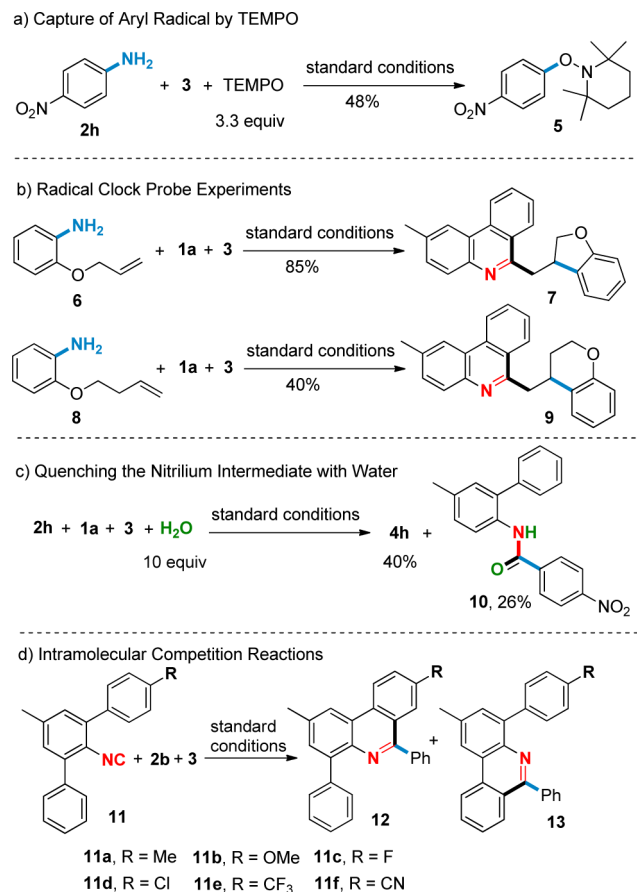 a) Capture of Aryl Radical by TEMPO
NH2
O2N
2h
+ 3 + TEMPO
3.3 equiv
standard conditions
48%
O
N
O2N
5
b) Radical Clock Probe Experiments
NH2
O
6
+ 1a + 3
standard conditions
85%
N
O
7
NH2
O
8
+ 1a + 3
standard conditions
40%
N
O
9
c) Quenching the Nitrilium Intermediate with Water
2h + 1a + 3 + H2O
10 equiv
standard conditions
4h +
40%
NH
O
NO2
10, 26%
d) Intramolecular Competition Reactions
R
NC + 2b + 3
11
standard
conditions
R
N
Ph
12
+
R
N
Ph
13
11a, R = Me 11b, R = OMe 11c, R = F
11d, R = Cl 11e, R = CF3 11f, R = CN